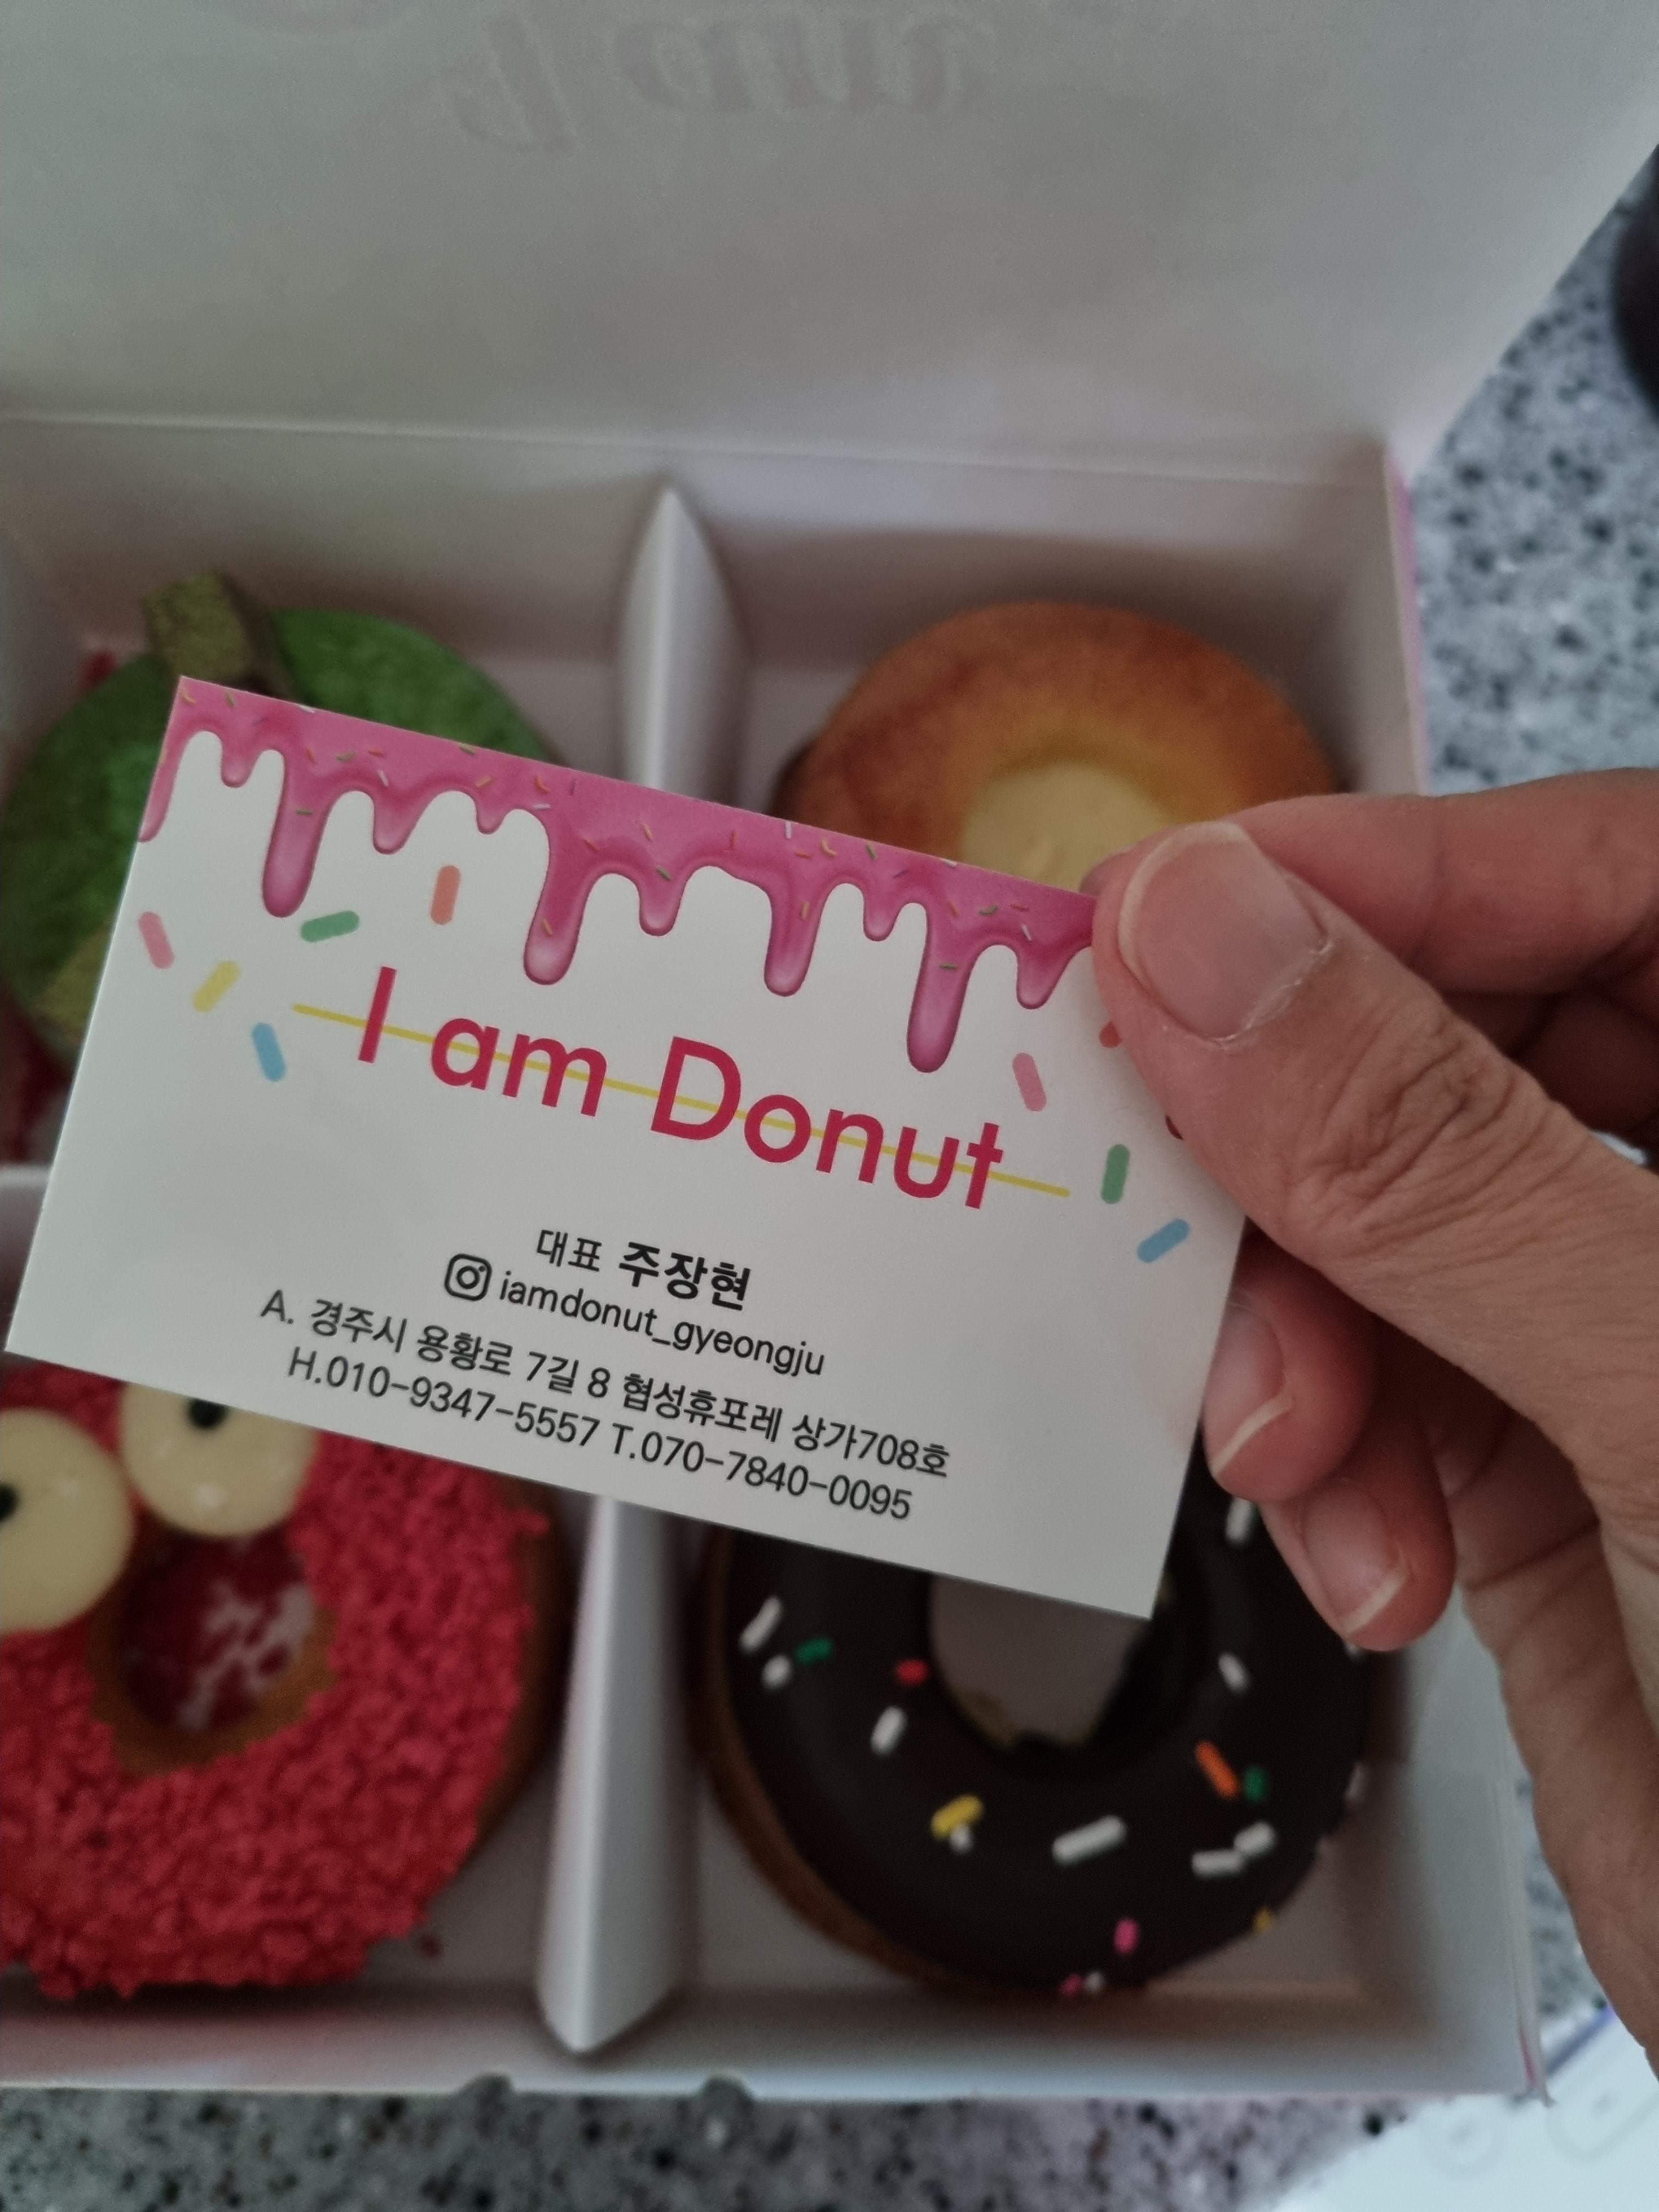 I am
I am Donut
대표 주장현
iamdonut_gyeongju
A. 경주시 용황로 7길 8 협성휴포레 상가708호
H.010-9347-5557 T.070-7840-0095